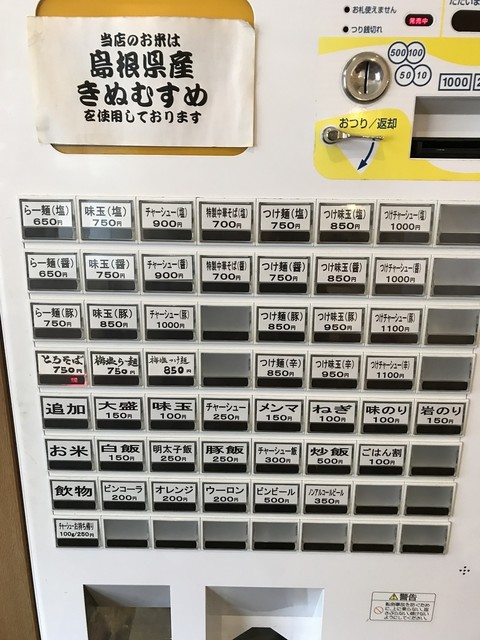 当店のお米は
島根県産
きぬむすめ
を使用しております
お札使えません
つり銭切れ
発売中
500 100
50 10
1000
おつり/返却
らー麺(塩) 650円
味玉(塩) 750円
チャーシュー(塩) 900円
特製中華そば(塩) 700円
つけ麺(塩) 750円
つけ味玉(塩) 850円
つけチャーシュー(塩) 1000円
らー麺(醤) 650円
味玉(醤) 750円
チャーシュー(醤) 900円
特製中華そば(醤) 700円
つけ麺(醤) 750円
つけ味玉(醤) 850円
つけチャーシュー(醤) 1000円
らー麺(豚) 750円
味玉(豚) 850円
チャーシュー(豚) 1000円
つけ麺(豚) 850円
つけ味玉(豚) 950円
つけチャーシュー(豚) 1100円
とろそば 750円
梅塩らー麺 750円
梅塩つけ麺 850円
つけ麺(辛) 850円
つけ味玉(辛) 950円
つけチャーシュー(辛) 1100円
追加
大盛 150円
味玉 100円
チャーシュー 250円
メンマ 150円
ねぎ 100円
味のり 100円
岩のり 150円
お米
白飯 150円
明太子飯 250円
豚飯 250円
チャーシュー飯 300円
炒飯 500円
ごはん割 100円
飲物
ビンコーラ 200円
オレンジ 200円
ウーロン 200円
ビンビール 500円
ノンアルコールビール 350円
チャーシューお持ち帰り 100g/250円
警告